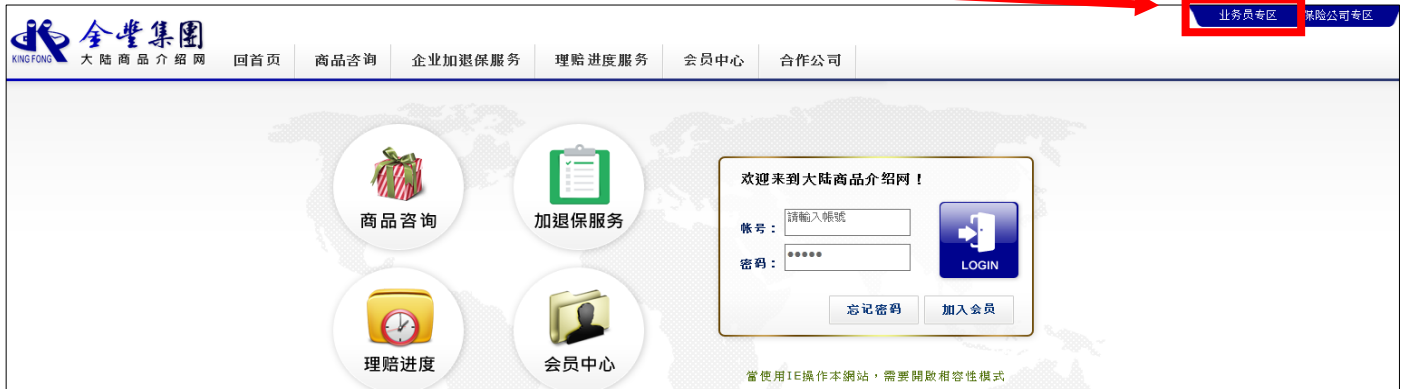 业务员专区 保险公司专区
金豐集團
KING FONG 大陆商品介绍网
回首页 商品咨询 企业加退保服务 理赔进度服务 会员中心 合作公司
商品咨询 加退保服务
理赔进度 会员中心
欢迎来到大陆商品介绍网！
帐号： 請輸入帳號
密码： •••••
LOGIN
忘记密码 加入会员
當使用IE操作本網站，需要開啟相容性模式